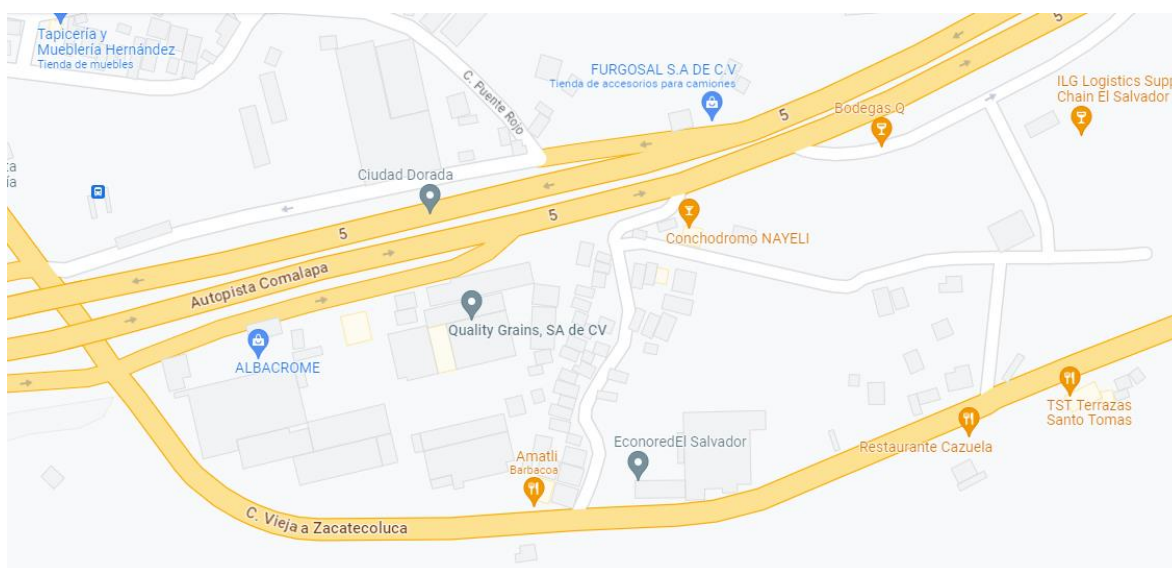 Tapicería y
Mueblería Hernández
Tienda de muebles
C. Puente Rojo
FURGOSAL S.A DE C.V
Tienda de accesorios para camiones
5
5
Bodegas Q
ILG Logistics Supp
Chain El Salvador
ta
ía
Ciudad Dorada
5
5
Conchodromo NAYELI
Autopista Comalapa
Quality Grains, SA de CV
ALBACROME
TST Terrazas
Santo Tomas
Restaurante Cazuela
EconoredEl Salvador
Amatli
Barbacoa
C. Vieja a Zacatecoluca